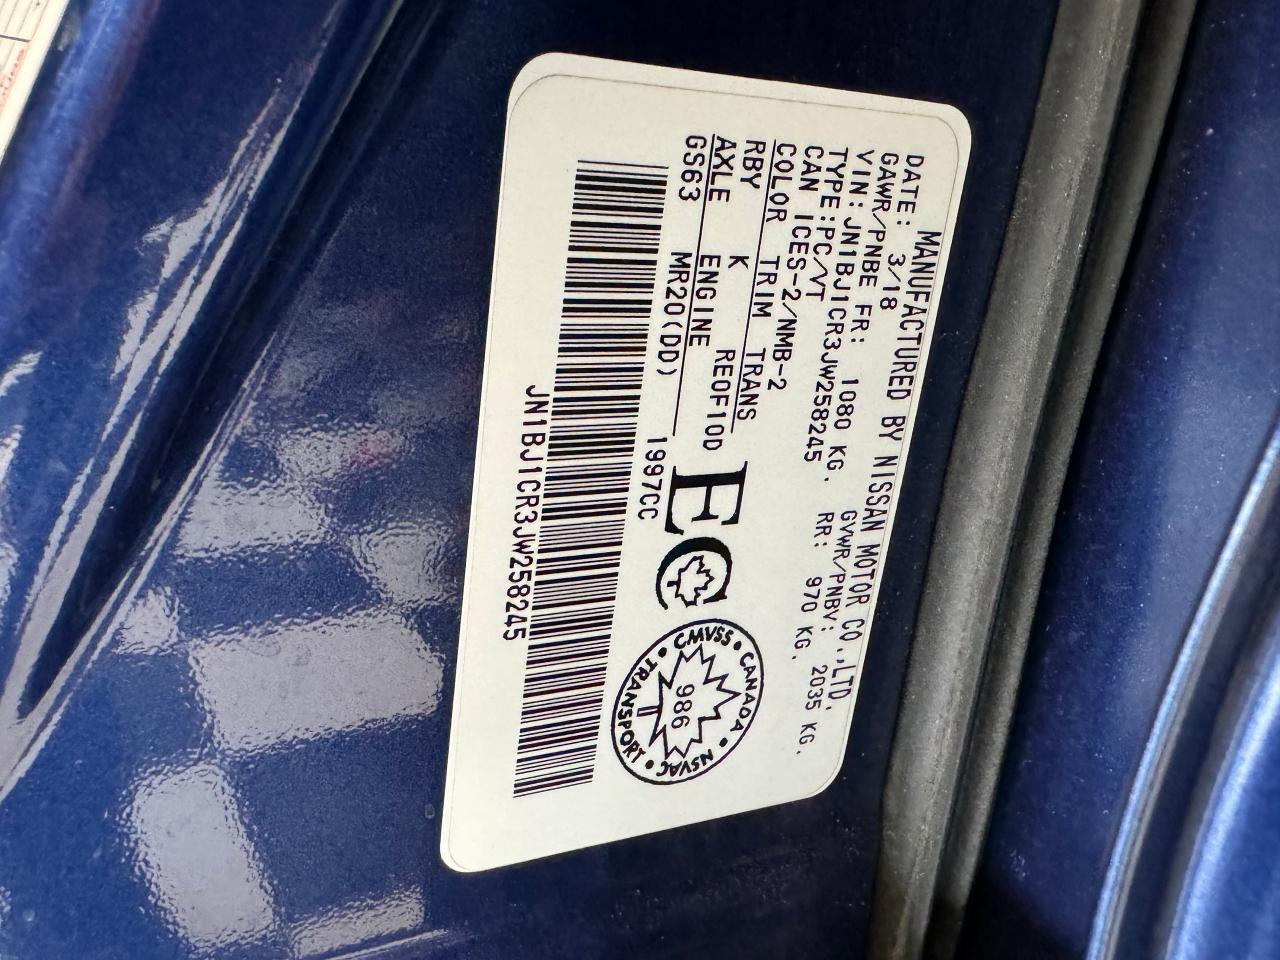 MANUFACTURED BY NISSAN MOTOR CO.,LTD.
DATE: 3/18 GVWR/PNBV: 2035 KG.
GAWR/PNBE FR: 1080 KG. RR: 970 KG.
VIN: JN1BJ1CR3JW258245
TYPE:PC/VT
CAN ICES-2/NMB-2
COLOR TRIM TRANS
RBY K RE0F10D
AXLE ENGINE
GS63 MR20(DD) 1997CC
EC
CMVSS • CANADA • NSVAC • TRANSPORT •
986
JN1BJ1CR3JW258245